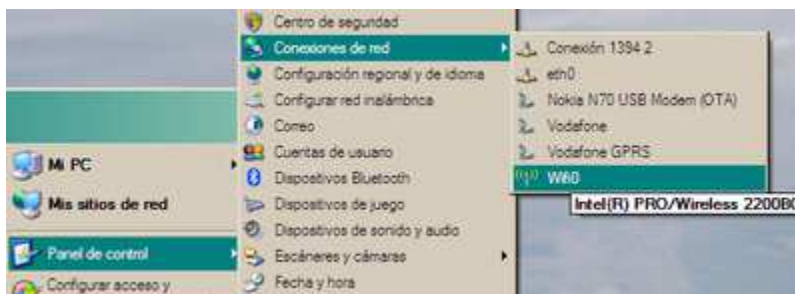 Centro de seguridad
Conexiones de red
Configuración regional y de idioma
Configurar red inalámbrica
Correo
Cuentas de usuario
Dispositivos Bluetooth
Dispositivos de juego
Dispositivos de sonido y audio
Escáneres y cámaras
Fecha y hora
Conexión 1394 2
eth0
Nokia N70 USB Modem (OTA)
Vodafone
Vodafone GPRS
Wifi0
Intel(R) PRO/Wireless 2200BG
Mi PC
Mis sitios de red
Panel de control
Configurar acceso y